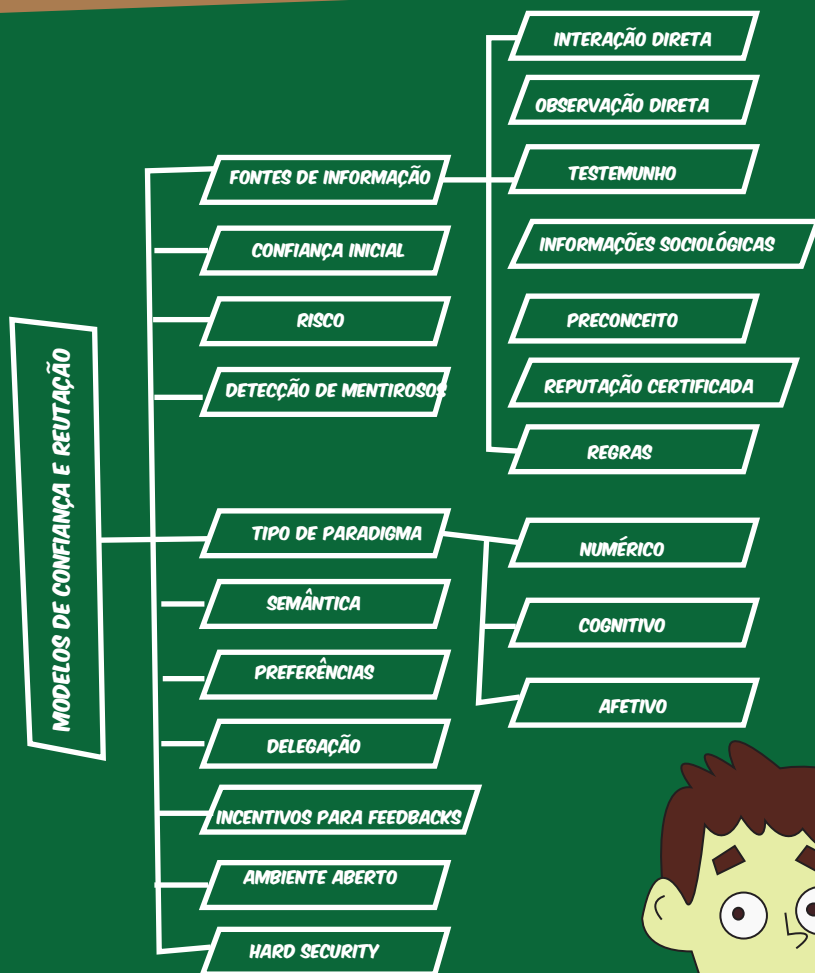 MODELOS DE CONFIANÇA E REUTAÇÃO
FONTES DE INFORMAÇÃO
INTERAÇÃO DIRETA
OBSERVAÇÃO DIRETA
TESTEMUNHO
INFORMAÇÕES SOCIOLÓGICAS
PRECONCEITO
REPUTAÇÃO CERTIFICADA
REGRAS
CONFIANÇA INICIAL
RISCO
DETECÇÃO DE MENTIROSOS
TIPO DE PARADIGMA
NUMÉRICO
COGNITIVO
AFETIVO
SEMÂNTICA
PREFERÊNCIAS
DELEGAÇÃO
INCENTIVOS PARA FEEDBACKS
AMBIENTE ABERTO
HARD SECURITY